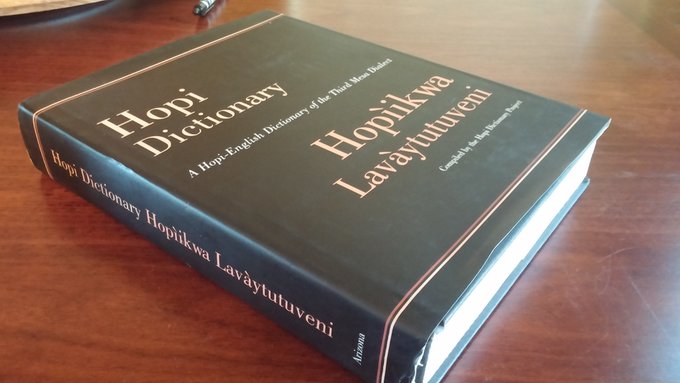 Hopi
Dictionary
A Hopi-English Dictionary of the Third Mesa Dialect
Hopìikwa
Lavàytutuveni
Compiled by the Hopi Dictionary Project
Hopi Dictionary Hopìikwa Lavàytutuveni
Arizona